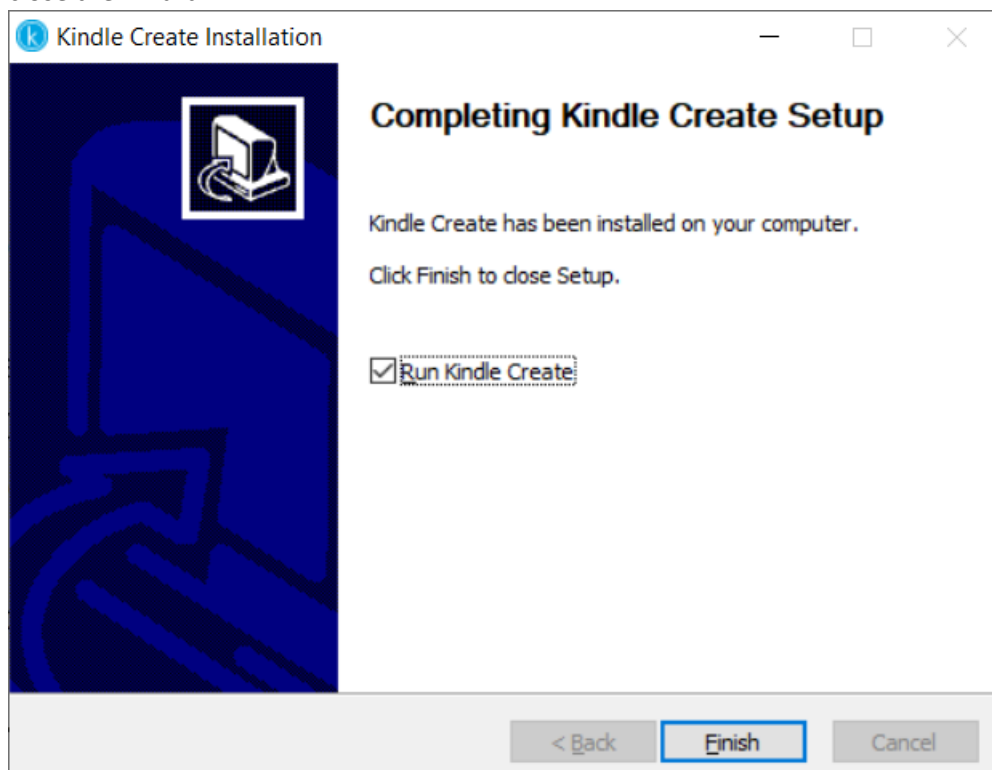 Kindle Create Installation
Completing Kindle Create Setup
Kindle Create has been installed on your computer.
Click Finish to close Setup.
Run Kindle Create
< Back Finish Cancel